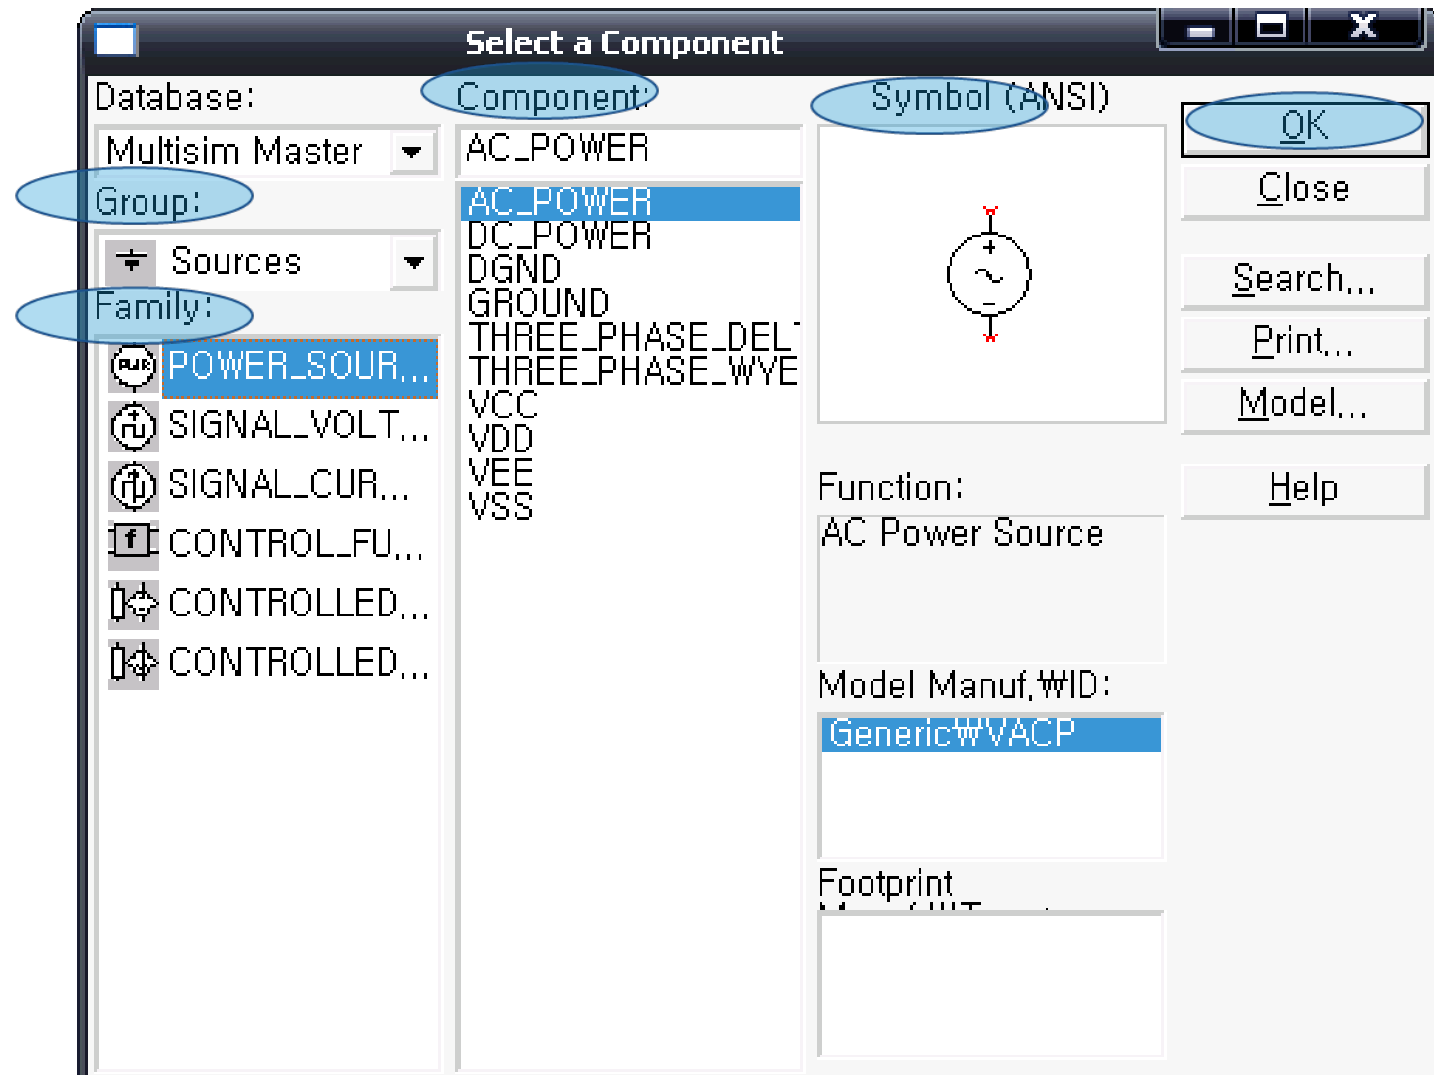 Select a Component
Database:
Multisim Master
Group:
Sources
Family:
POWER_SOUR...
SIGNAL_VOLT...
SIGNAL_CUR...
CONTROL_FU...
CONTROLLED...
CONTROLLED...
Component:
AC_POWER
AC_POWER
DC_POWER
DGND
GROUND
THREE_PHASE_DEL
THREE_PHASE_WYE
VCC
VDD
VEE
VSS
Symbol (ANSI)
Function:
AC Power Source
Model Manuf.₩ID:
Generic₩VACP
Footprint
OK
Close
Search...
Print...
Model...
Help